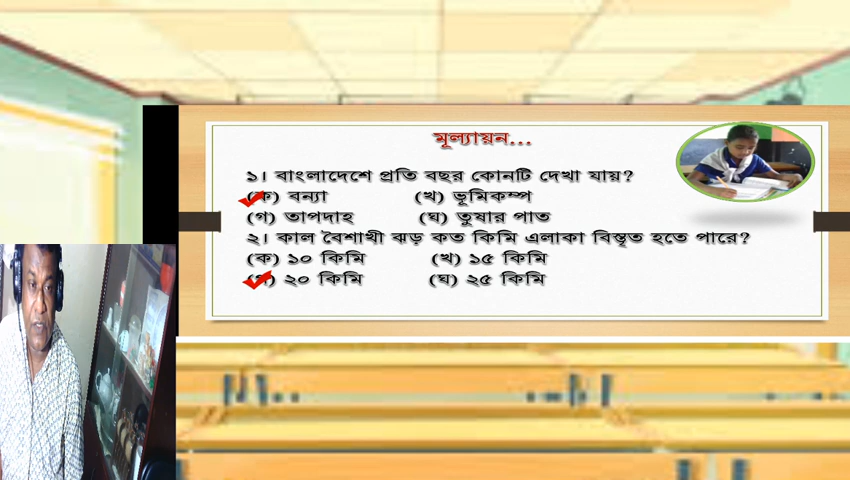 মূল্যায়ন...
১। বাংলাদেশে প্রতি বছর কোনটি দেখা যায়?
(ক) বন্যা (খ) ভূমিকম্প
(গ) তাপদাহ (ঘ) তুষার পাত
২। কাল বৈশাখী ঝড় কত কিমি এলাকা বিস্তৃত হতে পারে?
(ক) ১০ কিমি (খ) ১৫ কিমি
(গ) ২০ কিমি (ঘ) ২৫ কিমি